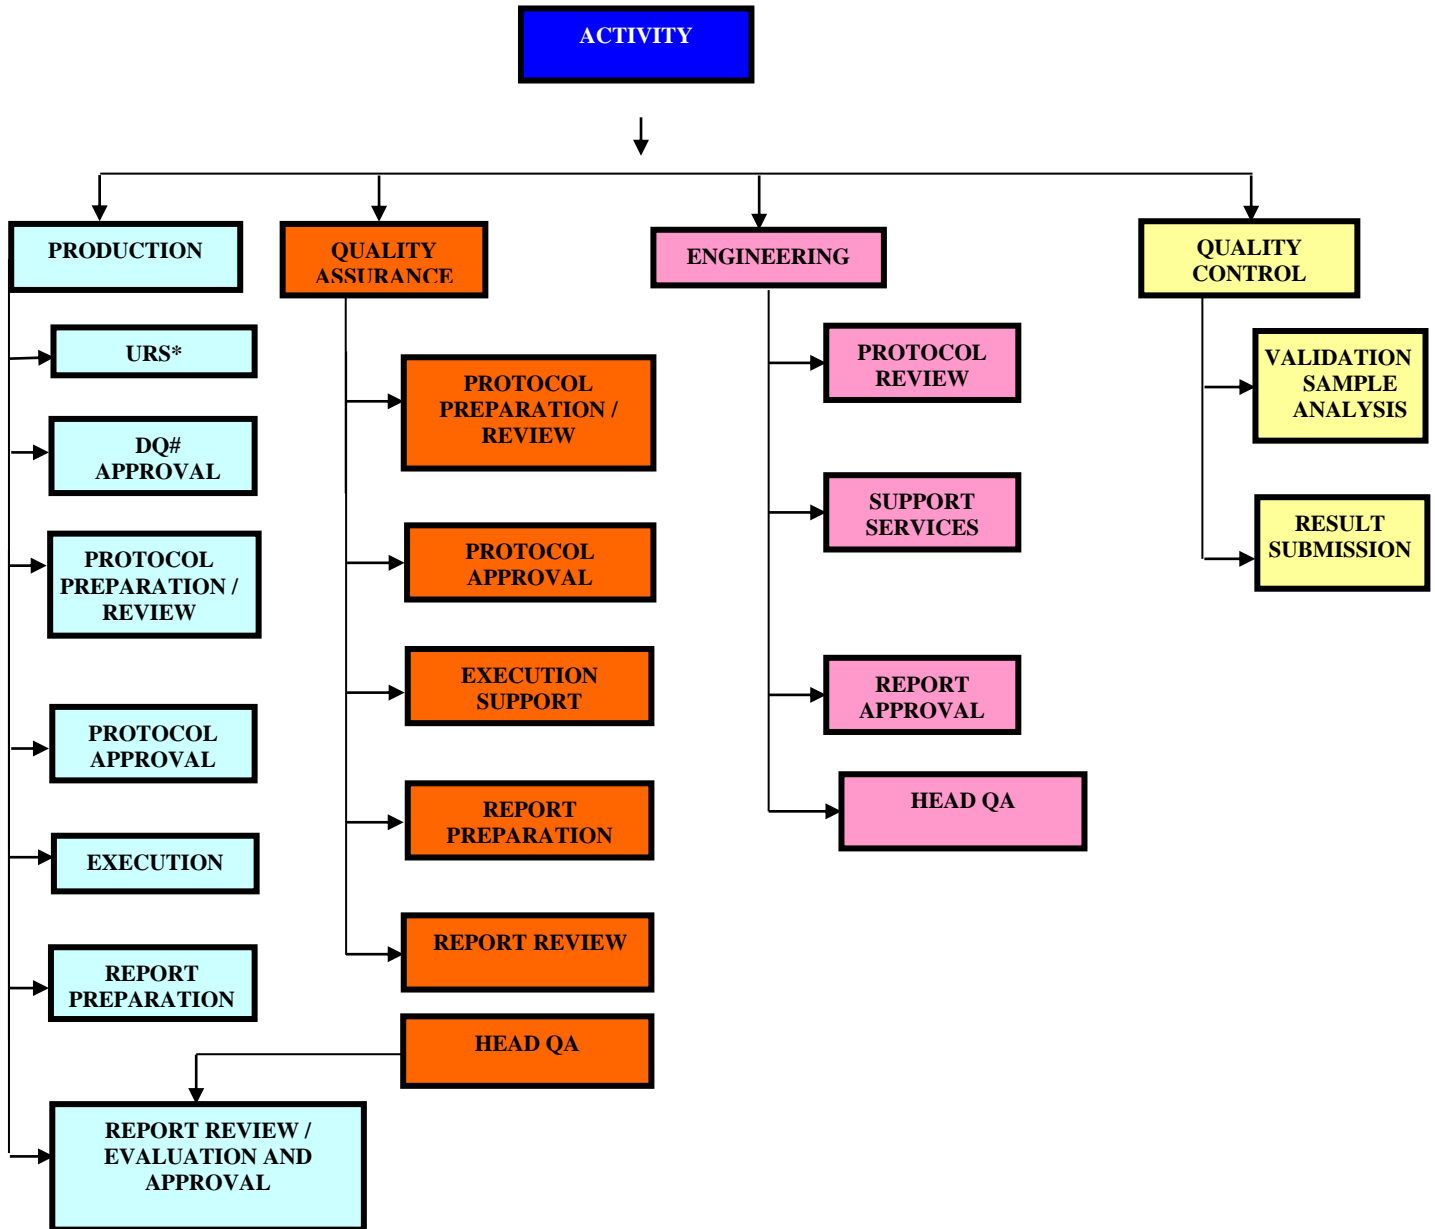 ACTIVITY
PRODUCTION
QUALITY
ASSURANCE
ENGINEERING
QUALITY
CONTROL
URS*
DQ#
APPROVAL
PROTOCOL
PREPARATION /
REVIEW
PROTOCOL
APPROVAL
EXECUTION
REPORT
PREPARATION
REPORT REVIEW /
EVALUATION AND
APPROVAL
PROTOCOL
PREPARATION /
REVIEW
PROTOCOL
APPROVAL
EXECUTION
SUPPORT
REPORT
PREPARATION
REPORT REVIEW
HEAD QA
PROTOCOL
REVIEW
SUPPORT
SERVICES
REPORT
APPROVAL
HEAD QA
VALIDATION
SAMPLE
ANALYSIS
RESULT
SUBMISSION